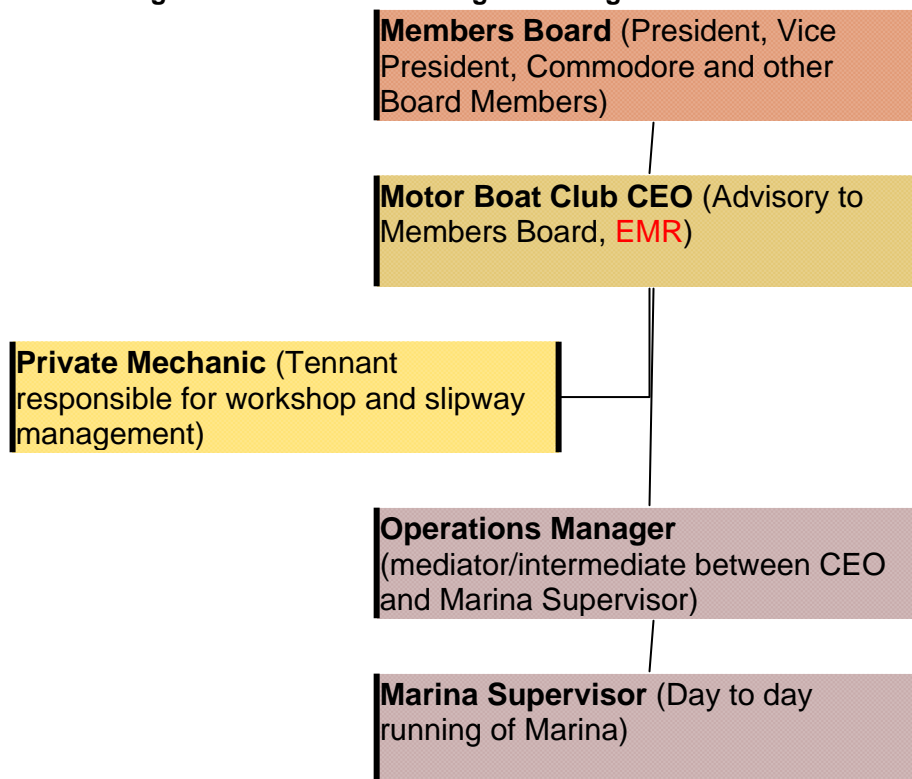 Members Board (President, Vice
President, Commodore and other
Board Members)
Motor Boat Club CEO (Advisory to
Members Board, EMR)
Private Mechanic (Tennant
responsible for workshop and slipway
management)
Operations Manager
(mediator/intermediate between CEO
and Marina Supervisor)
Marina Supervisor (Day to day
running of Marina)